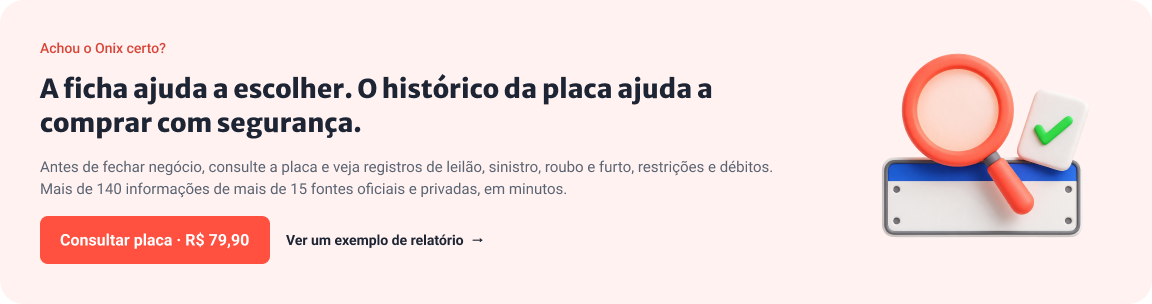 Achou o Onix certo?
A ficha ajuda a escolher. O histórico da placa ajuda a
comprar com segurança.
Antes de fechar negócio, consulte a placa e veja registros de leilão, sinistro, roubo e furto, restrições e débitos.
Mais de 140 informações de mais de 15 fontes oficiais e privadas, em minutos.
Consultar placa · R$ 79,90
Ver um exemplo de relatório →